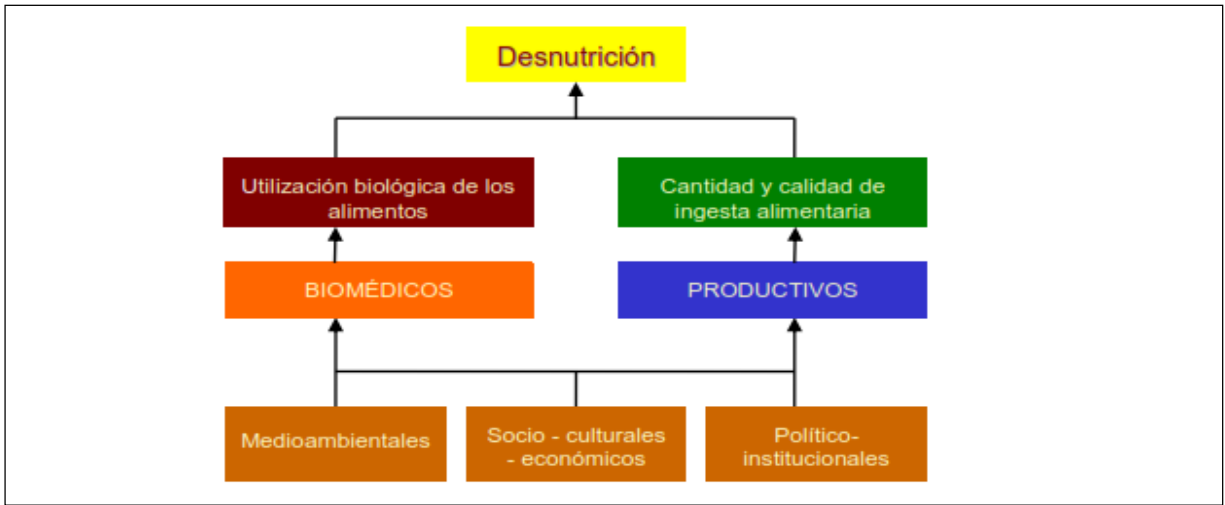 Desnutrición
Utilización biológica de los
alimentos
Cantidad y calidad de
ingesta alimentaria
BIOMÉDICOS
PRODUCTIVOS
Medioambientales
Socio - culturales
- económicos
Político-
institucionales